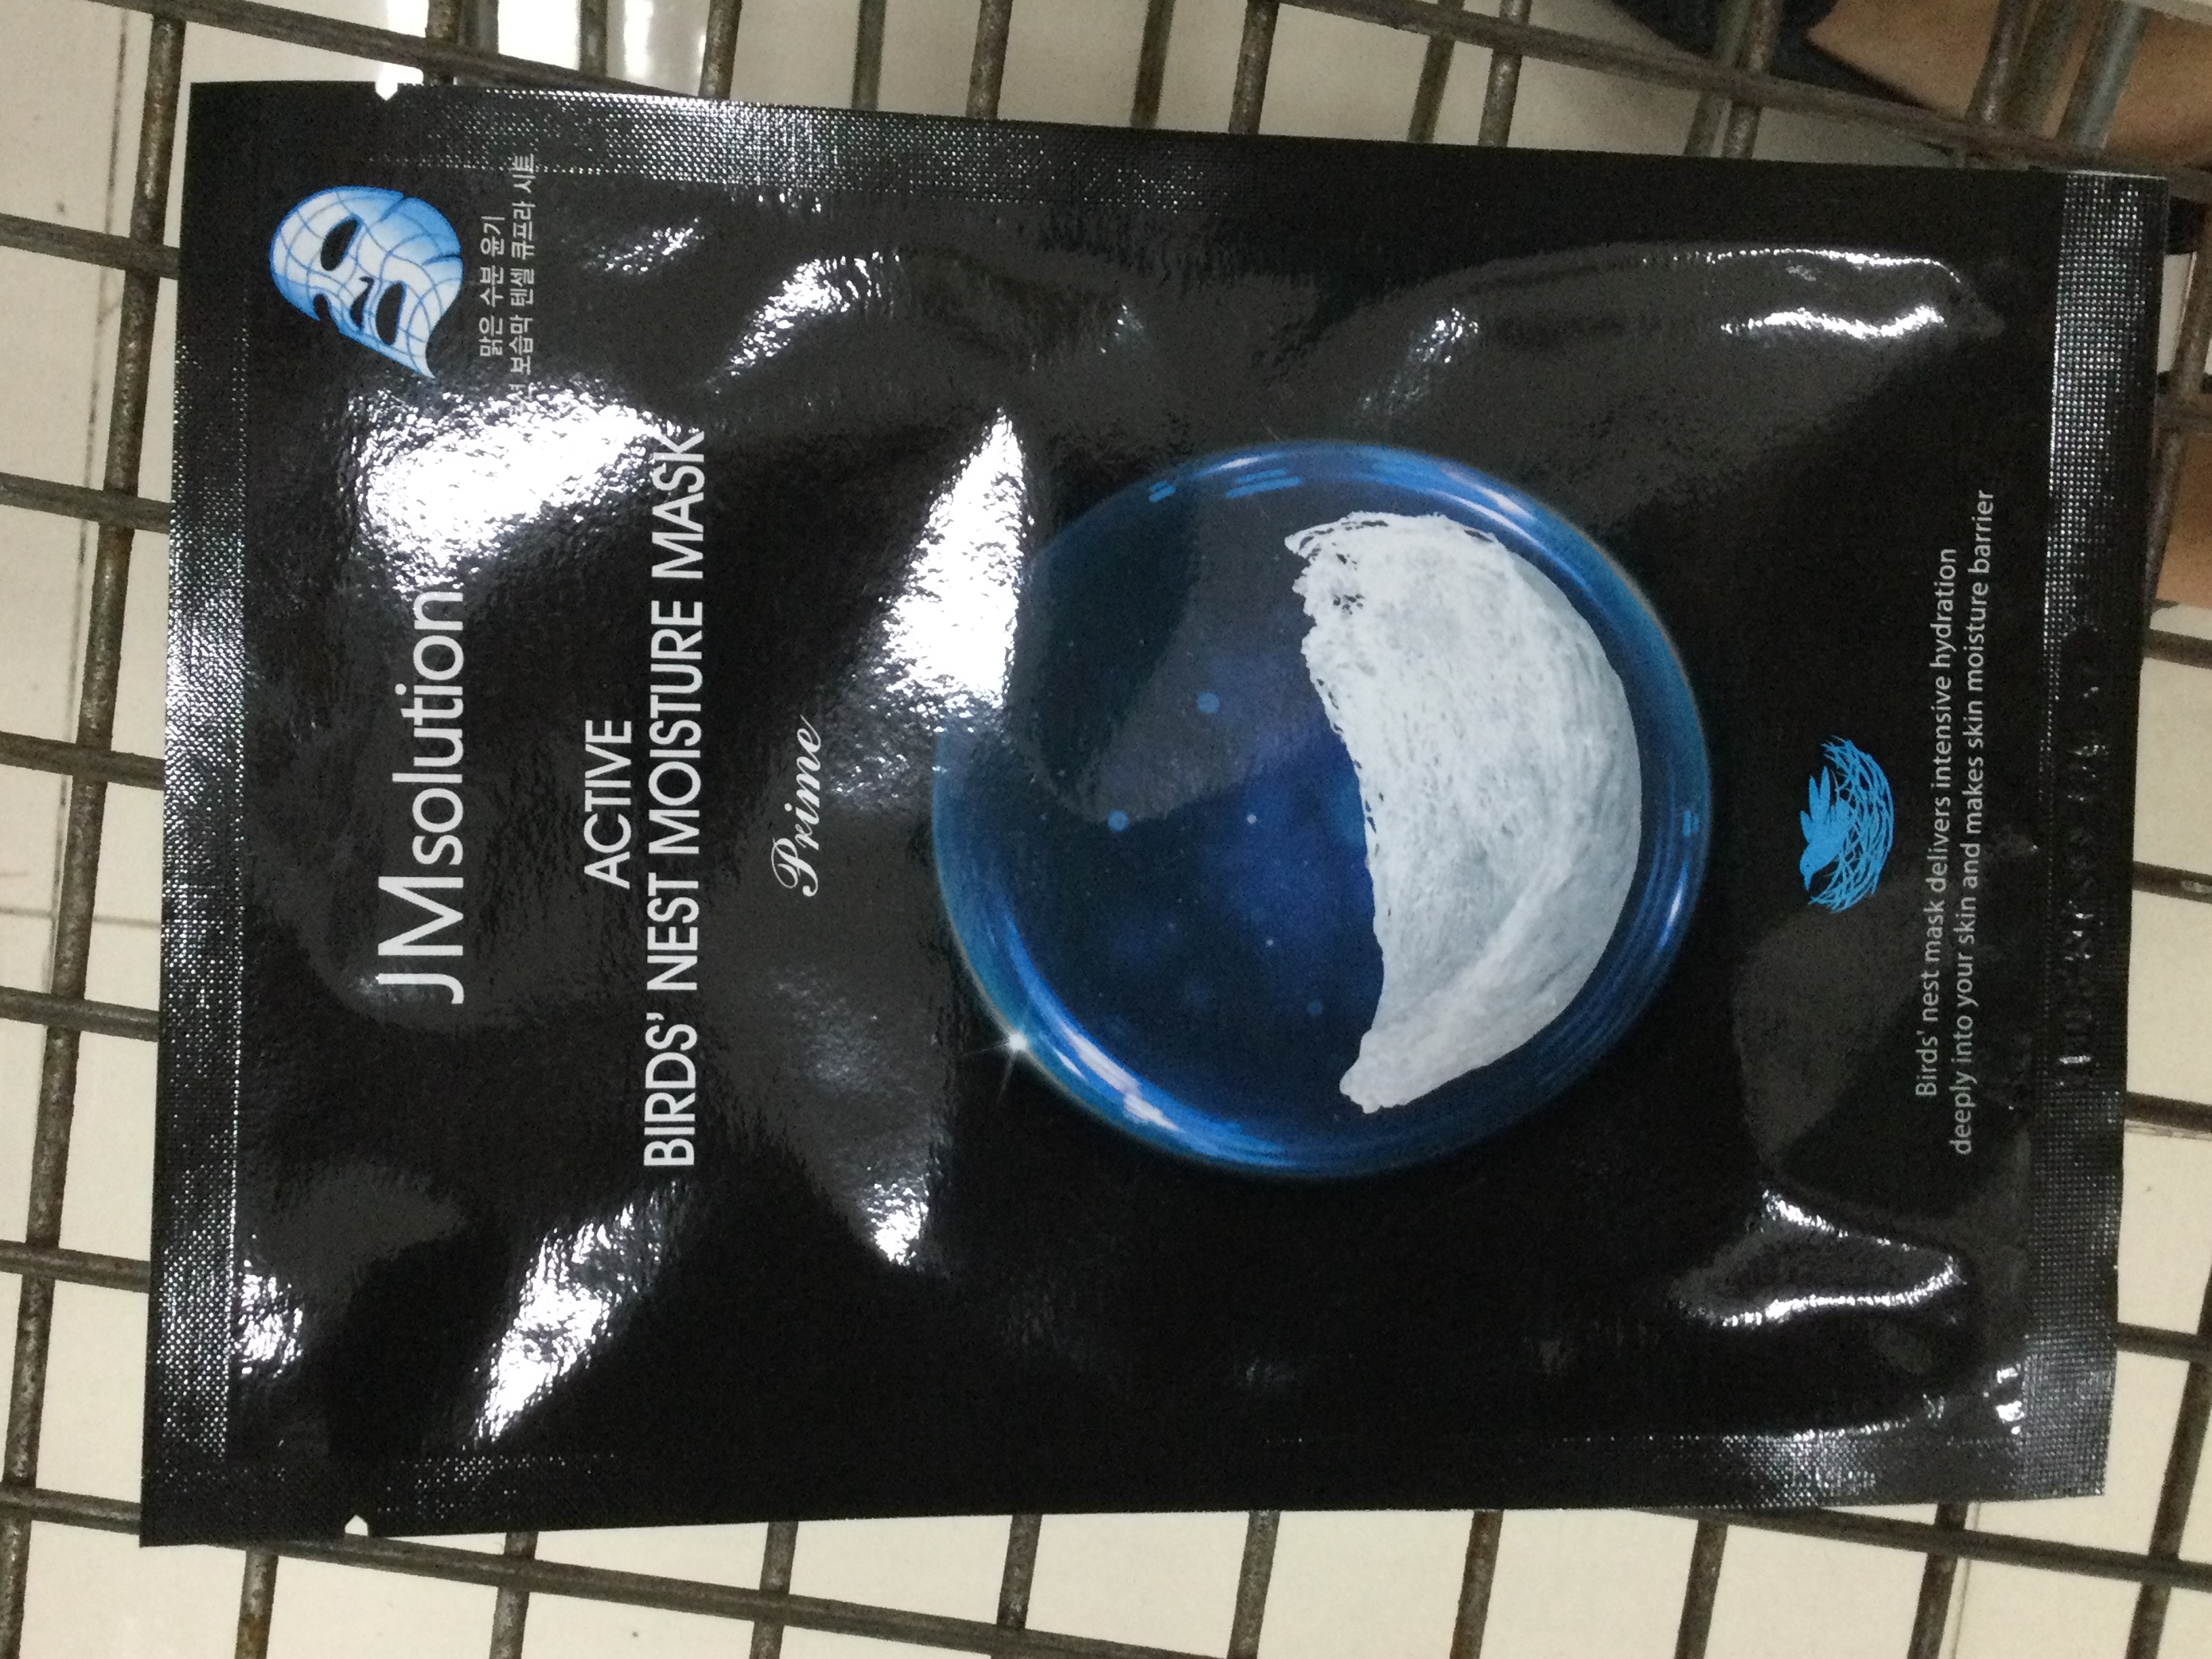 JMsolution
맑은 수분 윤기
보습막 텐셀 큐프라 시트
ACTIVE
BIRDS' NEST MOISTURE MASK
Prime
Birds' nest mask delivers intensive hydration
deeply into your skin and makes skin moisture barrier